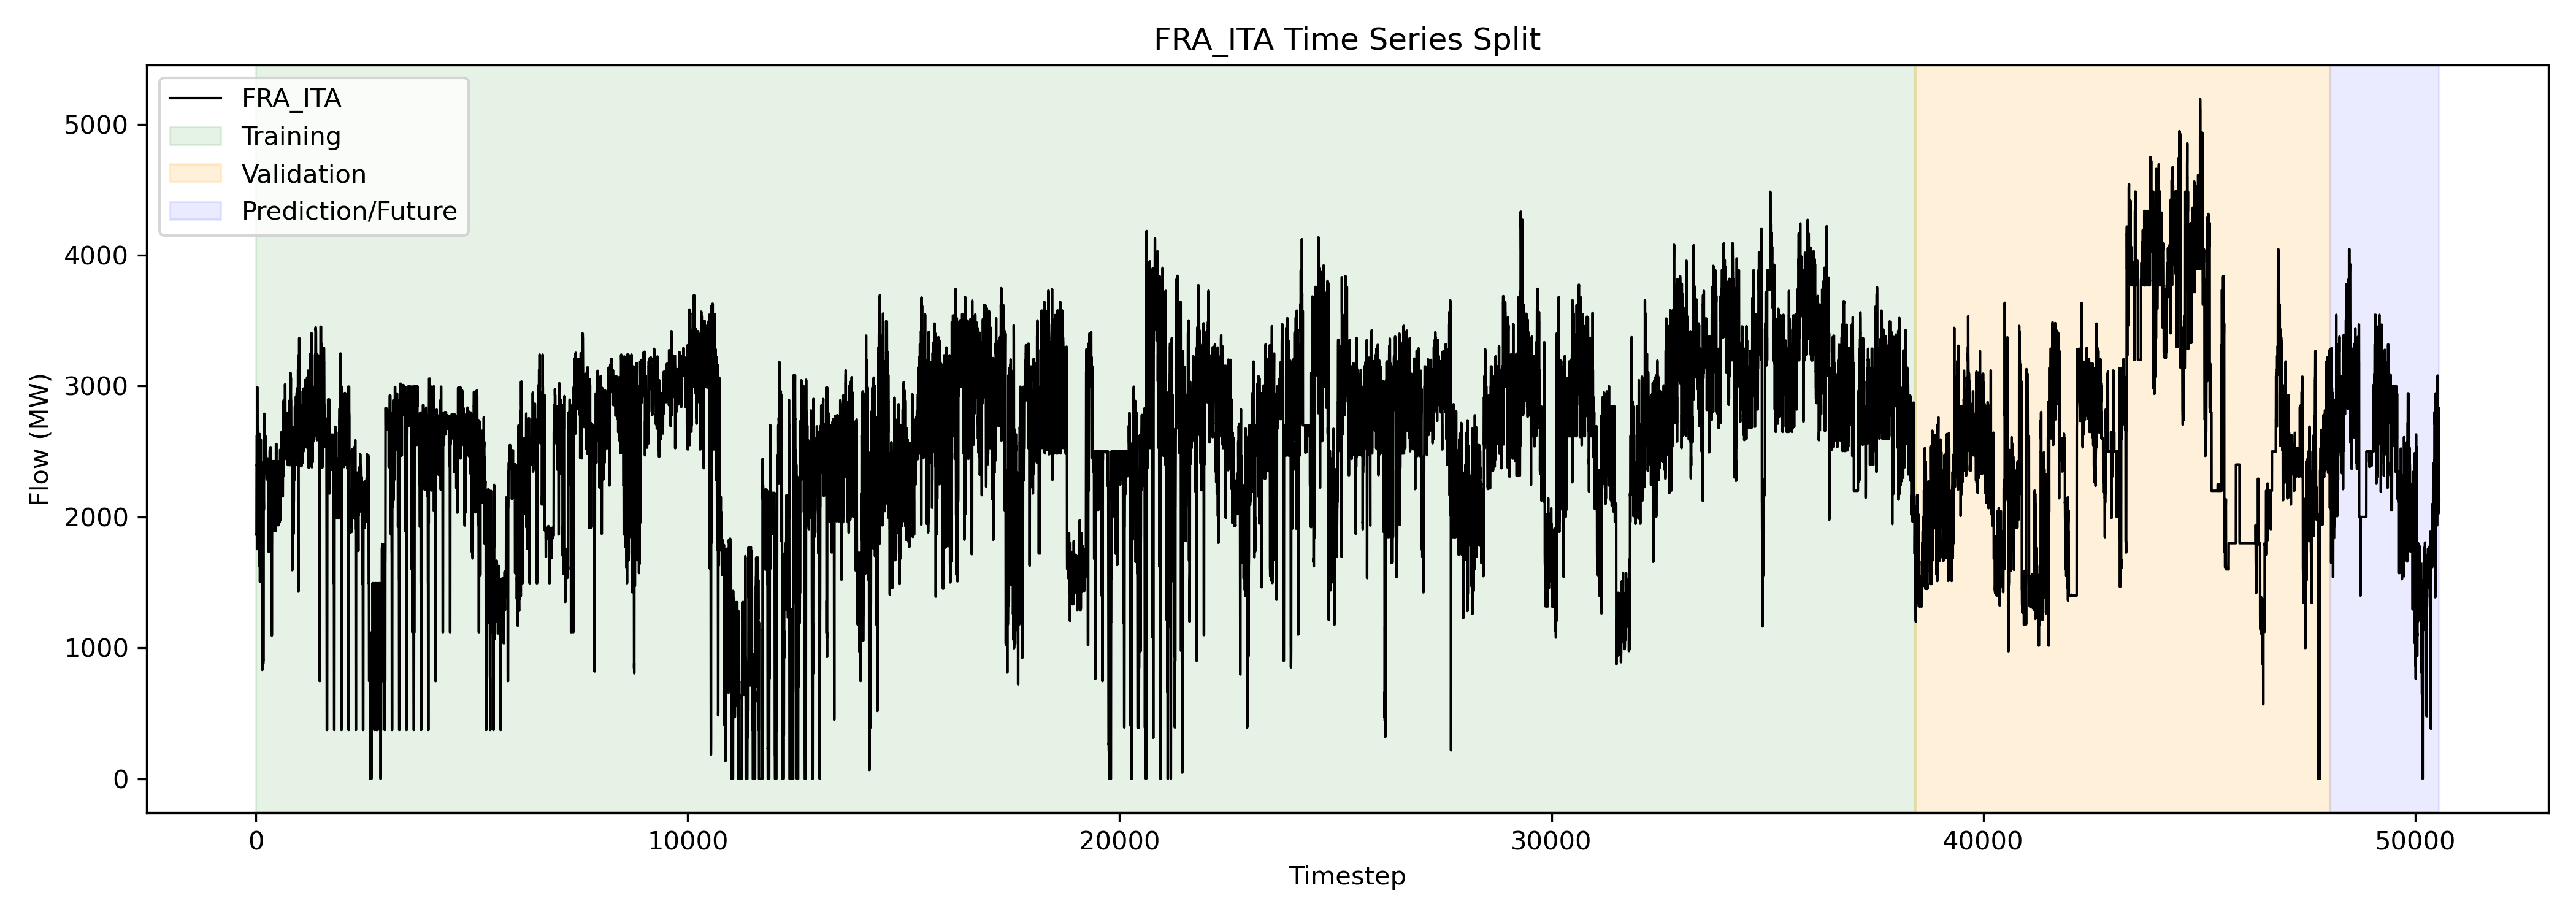 FRA_ITA Time Series Split
FRA_ITA
Training
Validation
Prediction/Future
Flow (MW)
5000
4000
3000
2000
1000
0
0
10000
20000
30000
40000
50000
Timestep